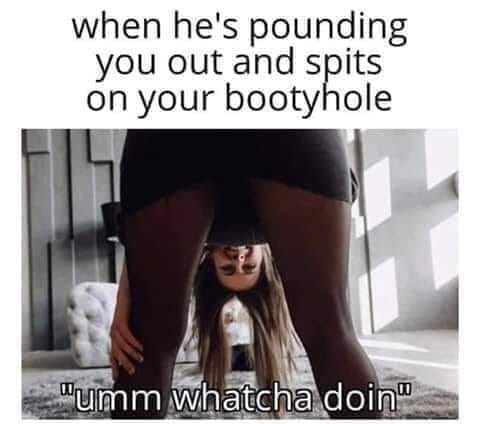 when he's pounding
you out and spits
on your bootyhole
"umm whatcha doin"